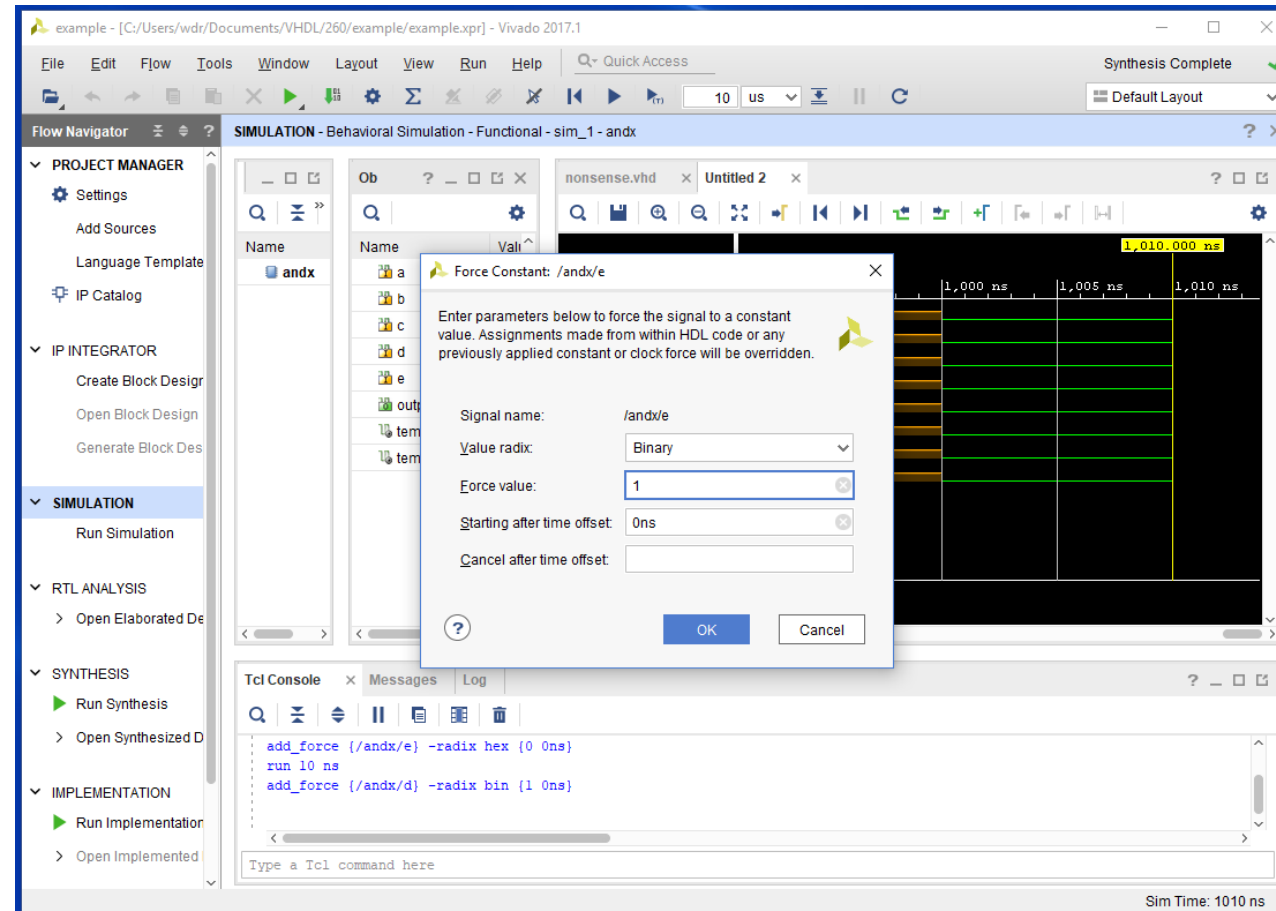 example - [C:/Users/wdr/Documents/VHDL/260/example/example.xpr] - Vivado 2017.1
File Edit Flow Tools Window Layout View Run Help Quick Access Synthesis Complete
10 us Default Layout
Flow Navigator ? SIMULATION - Behavioral Simulation - Functional - sim_1 - andx ?
PROJECT MANAGER
Settings
Add Sources
Language Template
IP Catalog
IP INTEGRATOR
Create Block Design
Open Block Design
Generate Block Des
SIMULATION
Run Simulation
RTL ANALYSIS
Open Elaborated De
SYNTHESIS
Run Synthesis
Open Synthesized D
IMPLEMENTATION
Run Implementation
Open Implemented
Name
andx
Ob ?
Name Valu
a
b
c
d
e
outp
tem
tem
nonsense.vhd × Untitled 2 × ?
1,010.000 ns
1,000 ns 1,005 ns 1,010 ns
Force Constant: /andx/e
Enter parameters below to force the signal to a constant
value. Assignments made from within HDL code or any
previously applied constant or clock force will be overridden.
Signal name: /andx/e
Value radix: Binary
Force value: 1
Starting after time offset: 0ns
Cancel after time offset:
? OK Cancel
Tcl Console × Messages Log ?
add_force {/andx/e} -radix hex {0 0ns}
run 10 ns
add_force {/andx/d} -radix bin {1 0ns}
Type a Tcl command here
Sim Time: 1010 ns